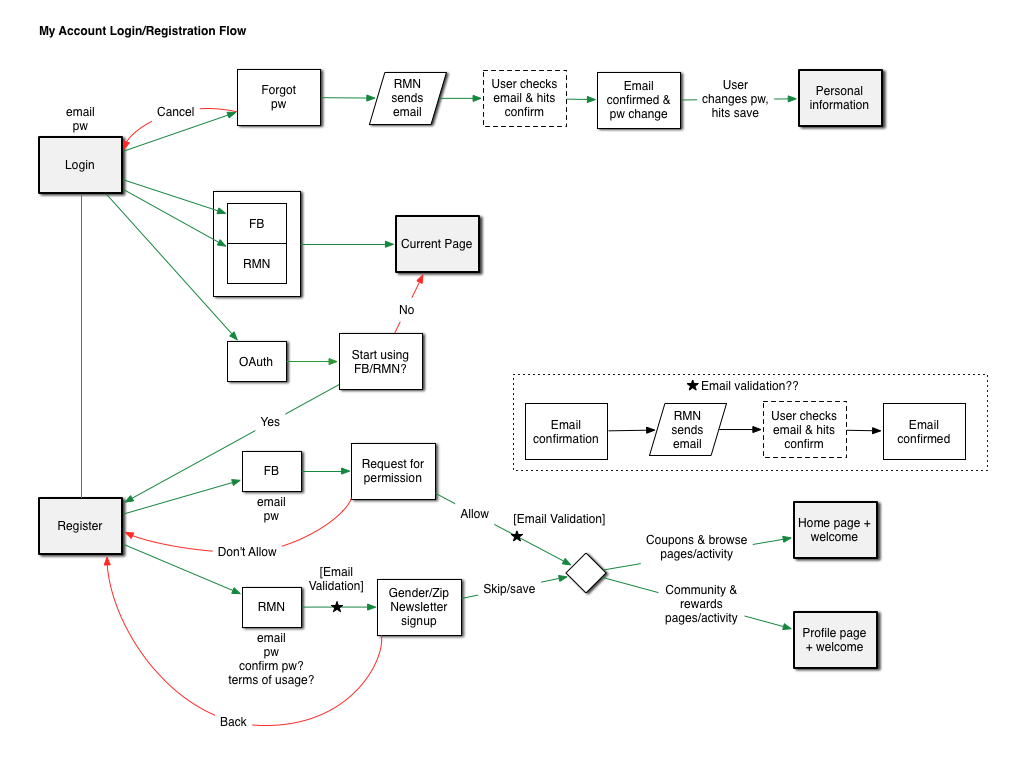 My Account Login/Registration Flow
Forgot
pw
RMN
sends
email
User checks
email & hits
confirm
Email
confirmed &
pw change
User
changes pw,
hits save
Personal
information
Cancel
email
pw
Login
FB
RMN
Current Page
No
OAuth
Start using
FB/RMN?
Yes
★ Email validation??
Email
confirmation
RMN
sends
email
User checks
email & hits
confirm
Email
confirmed
FB
email
pw
Request for
permission
Register
Allow
[Email Validation]
Don't Allow
Coupons & browse
pages/activity
Home page +
welcome
[Email
Validation]
RMN
email
pw
confirm pw?
terms of usage?
Gender/Zip
Newsletter
signup
Skip/save
Community &
rewards
pages/activity
Profile page
+ welcome
Back